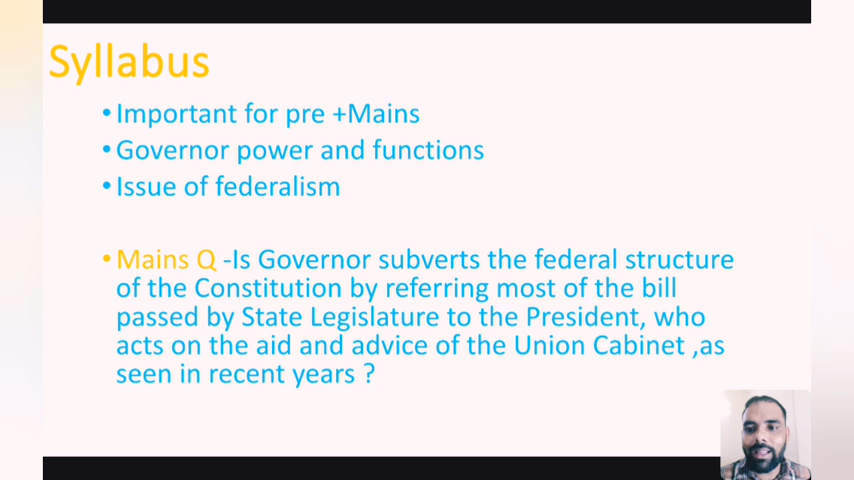 Syllabus
•Important for pre +Mains
•Governor power and functions
•Issue of federalism
•Mains Q -Is Governor subverts the federal structure
of the Constitution by referring most of the bill
passed by State Legislature to the President, who
acts on the aid and advice of the Union Cabinet ,as
seen in recent years ?